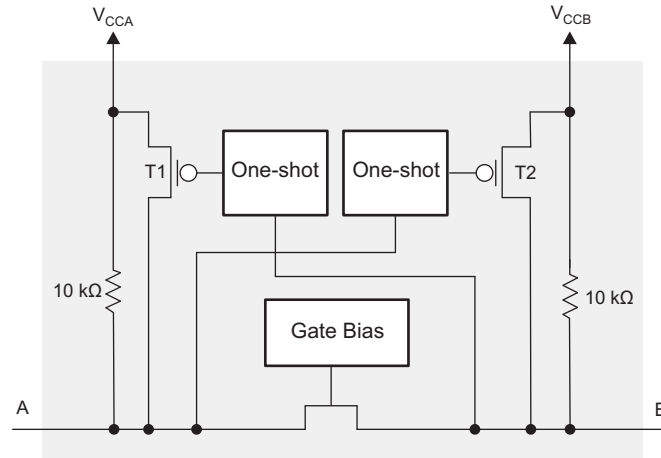 VCCA
VCCB
T1
One-shot
One-shot
T2
10 kΩ
10 kΩ
Gate Bias
A
B